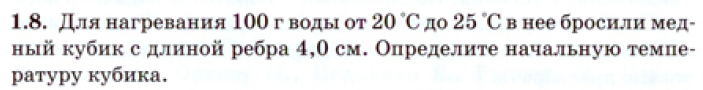 1.8. Для нагревания 100 г воды от 20 °С до 25 °С в нее бросили мед-
ный кубик с длиной ребра 4,0 см. Определите начальную темпе-
ратуру кубика.